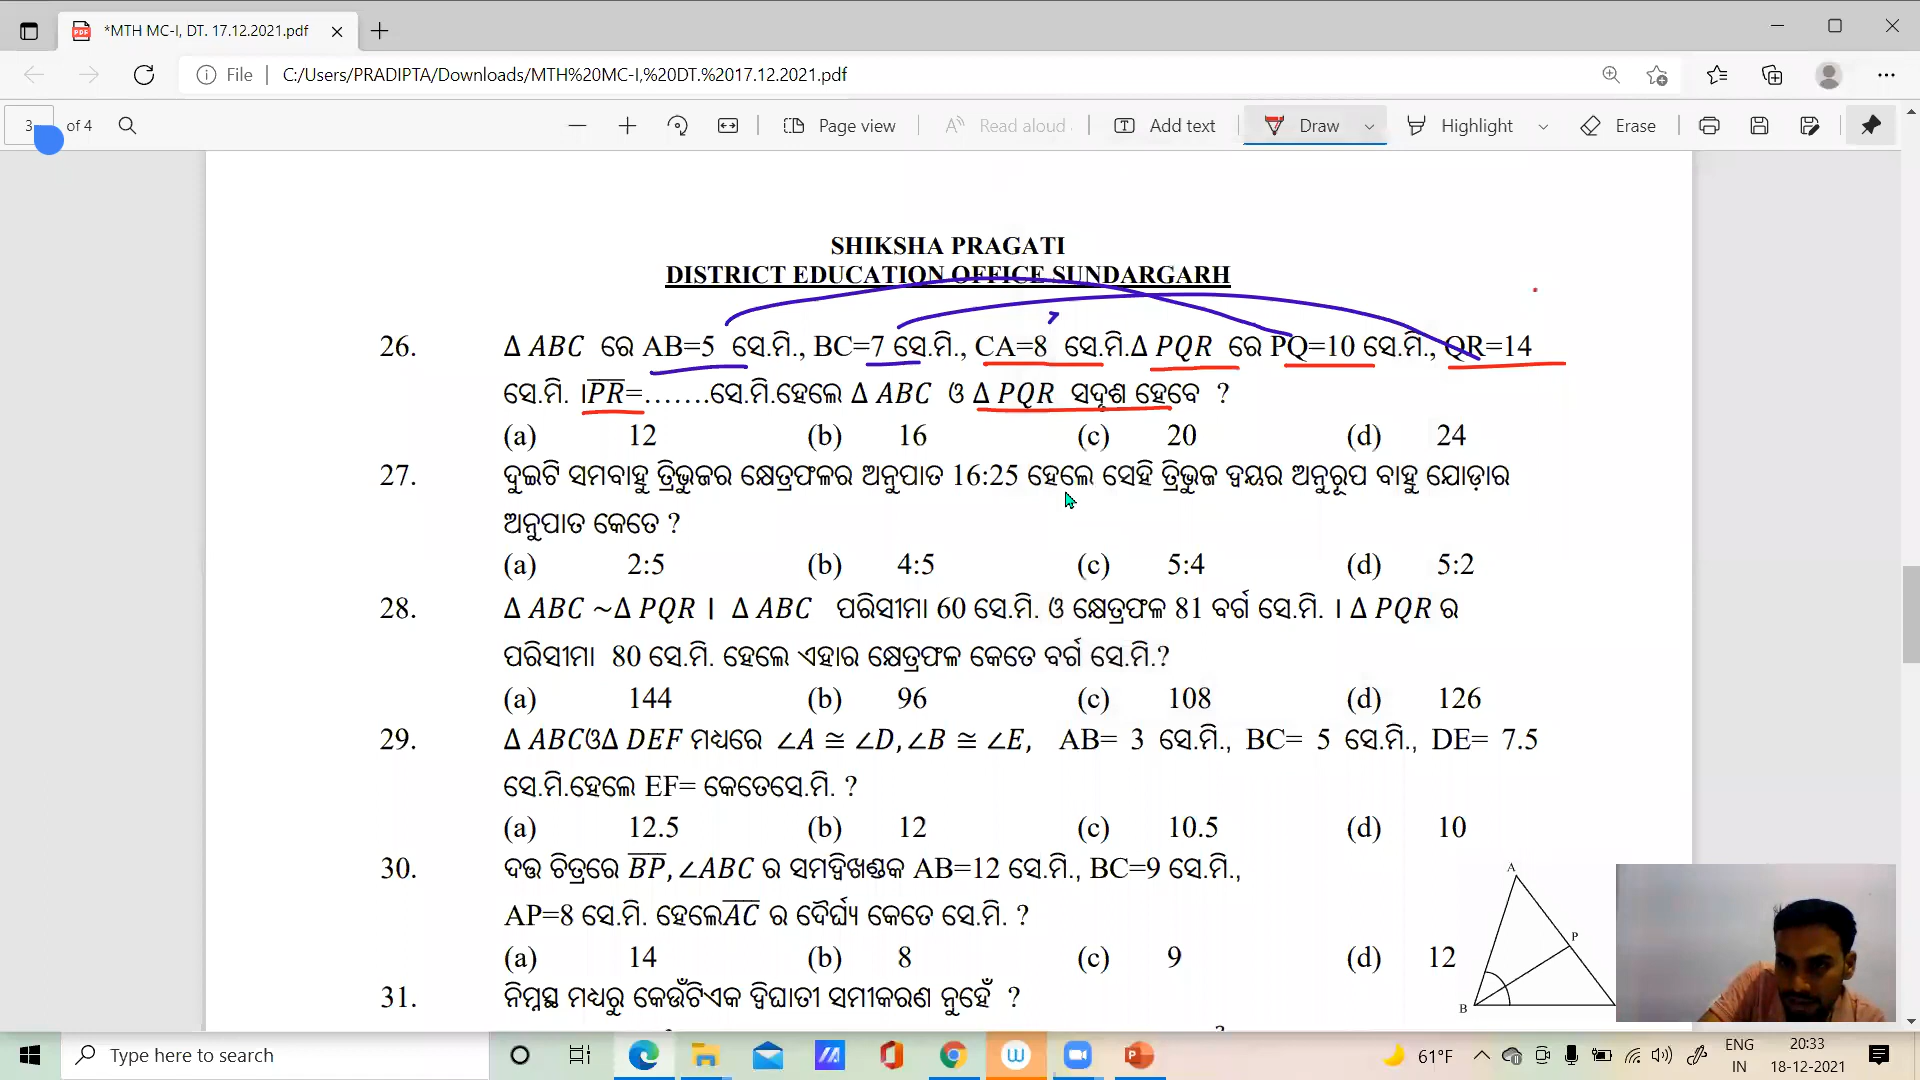 *MTH MC-I, DT. 17.12.2021.pdf
File
C:/Users/PRADIPTA/Downloads/MTH%20MC-I,%20DT.%2017.12.2021.pdf
3 of 4
Page view
Read aloud
Add text
Draw
Highlight
Erase
SHIKSHA PRAGATI
DISTRICT EDUCATION OFFICE SUNDARGARH
26. Δ ABC ରେ AB=5 ସେ.ମି., BC=7 ସେ.ମି., CA=8 ସେ.ମି.Δ PQR ରେ PQ=10 ସେ.ମି., QR=14
ସେ.ମି. ।PR=.......ସେ.ମି.ହେଲେ Δ ABC ଓ Δ PQR ସଦୃଶ ହେବେ ?
(a) 12 (b) 16 (c) 20 (d) 24
27. ଦୁଇଟି ସମବାହୁ ତ୍ରିଭୁଜର କ୍ଷେତ୍ରଫଳର ଅନୁପାତ 16:25 ହେଲେ ସେହି ତ୍ରିଭୁଜ ଦ୍ୱୟର ଅନୁରୂପ ବାହୁ ଯୋଡ଼ାର
ଅନୁପାତ କେତେ ?
(a) 2:5 (b) 4:5 (c) 5:4 (d) 5:2
28. Δ ABC ~Δ PQR । Δ ABC ପରିସୀମା 60 ସେ.ମି. ଓ କ୍ଷେତ୍ରଫଳ 81 ବର୍ଗ ସେ.ମି. । Δ PQR ର
ପରିସୀମା 80 ସେ.ମି. ହେଲେ ଏହାର କ୍ଷେତ୍ରଫଳ କେତେ ବର୍ଗ ସେ.ମି.?
(a) 144 (b) 96 (c) 108 (d) 126
29. Δ ABCଓΔ DEF ମଧ୍ୟରେ ∠A ≅ ∠D,∠B ≅ ∠E, AB= 3 ସେ.ମି., BC= 5 ସେ.ମି., DE= 7.5
ସେ.ମି.ହେଲେ EF= କେତେସେ.ମି. ?
(a) 12.5 (b) 12 (c) 10.5 (d) 10
30. ଦତ୍ତ ଚିତ୍ରରେ BP,∠ABC ର ସମଦ୍ୱିଖଣ୍ଡକ AB=12 ସେ.ମି., BC=9 ସେ.ମି.,
AP=8 ସେ.ମି. ହେଲେAC ର ଦୈର୍ଘ୍ୟ କେତେ ସେ.ମି. ?
(a) 14 (b) 8 (c) 9 (d) 12
A
P
B
31. ନିମ୍ନସ୍ଥ ମଧ୍ୟରୁ କେଉଁଟିଏକ ଦ୍ୱିଘାତୀ ସମୀକରଣ ନୁହେଁ ?
Type here to search
61°F
ENG
IN
20:33
18-12-2021